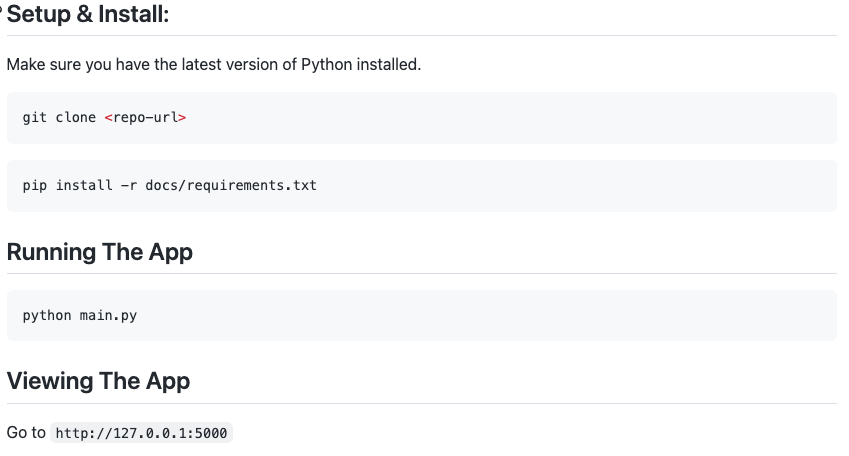 Setup & Install:
Make sure you have the latest version of Python installed.
git clone <repo-url>
pip install -r docs/requirements.txt
Running The App
python main.py
Viewing The App
Go to http://127.0.0.1:5000